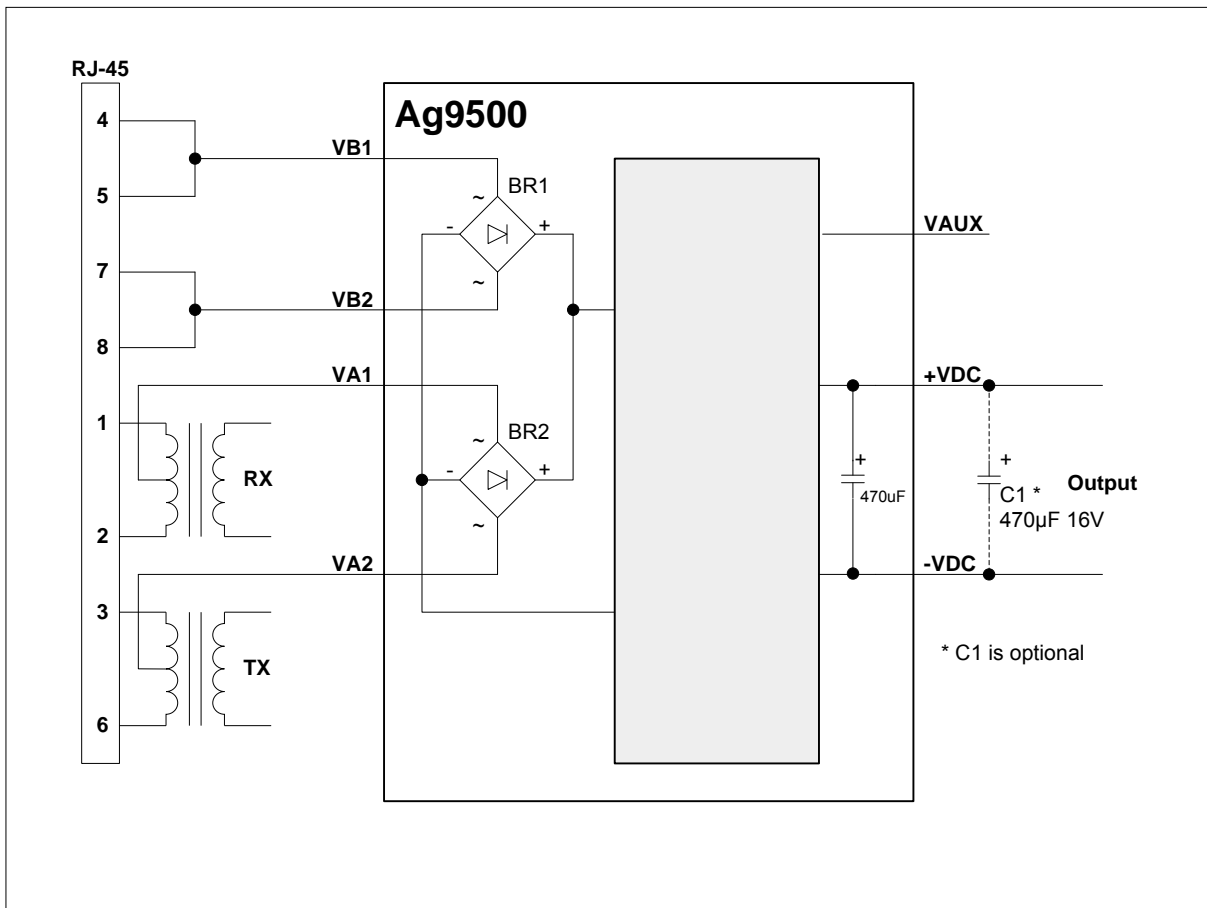 RJ-45
Ag9500
4
VB1
5
BR1
~
-
+
~
VAUX
7
VB2
8
VA1
+VDC
1
BR2
~
-
+
~
RX
+
470uF
+
C1 *
470µF 16V
Output
2
VA2
-VDC
3
TX
* C1 is optional
6